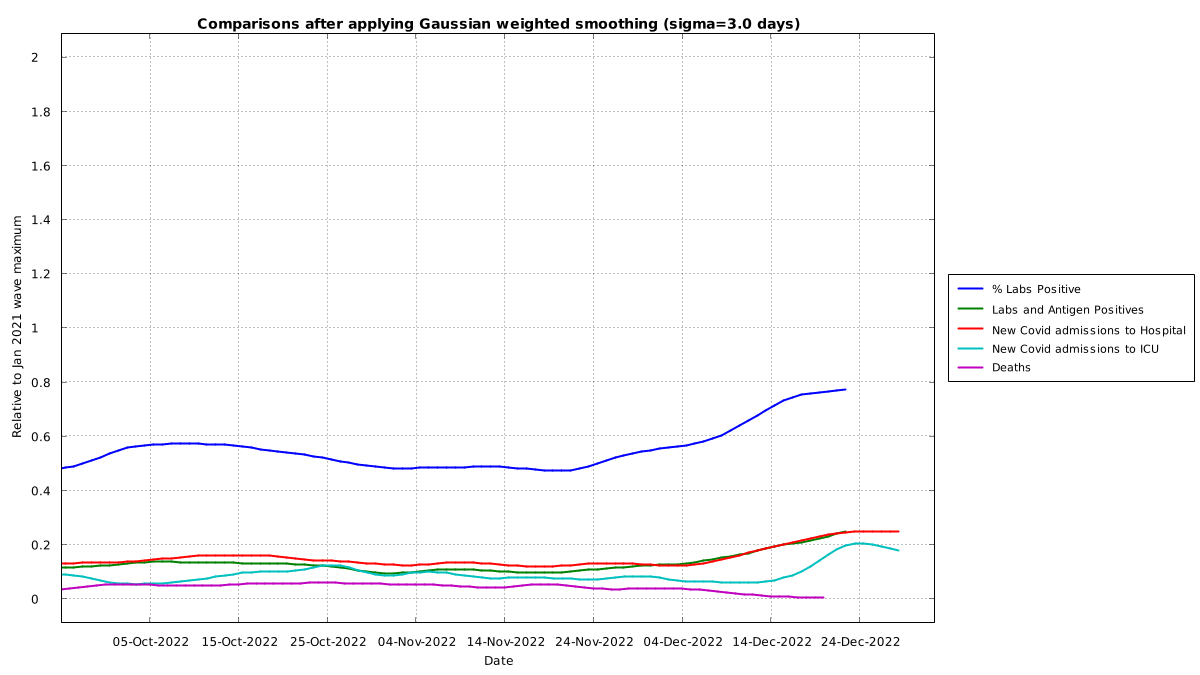 Comparisons after applying Gaussian weighted smoothing (sigma=3.0 days)
2
1.8
1.6
1.4
1.2
1
0.8
0.6
0.4
0.2
0
Relative to Jan 2021 wave maximum
05-Oct-2022 15-Oct-2022 25-Oct-2022 04-Nov-2022 14-Nov-2022 24-Nov-2022 04-Dec-2022 14-Dec-2022 24-Dec-2022
Date
% Labs Positive
Labs and Antigen Positives
New Covid admissions to Hospital
New Covid admissions to ICU
Deaths